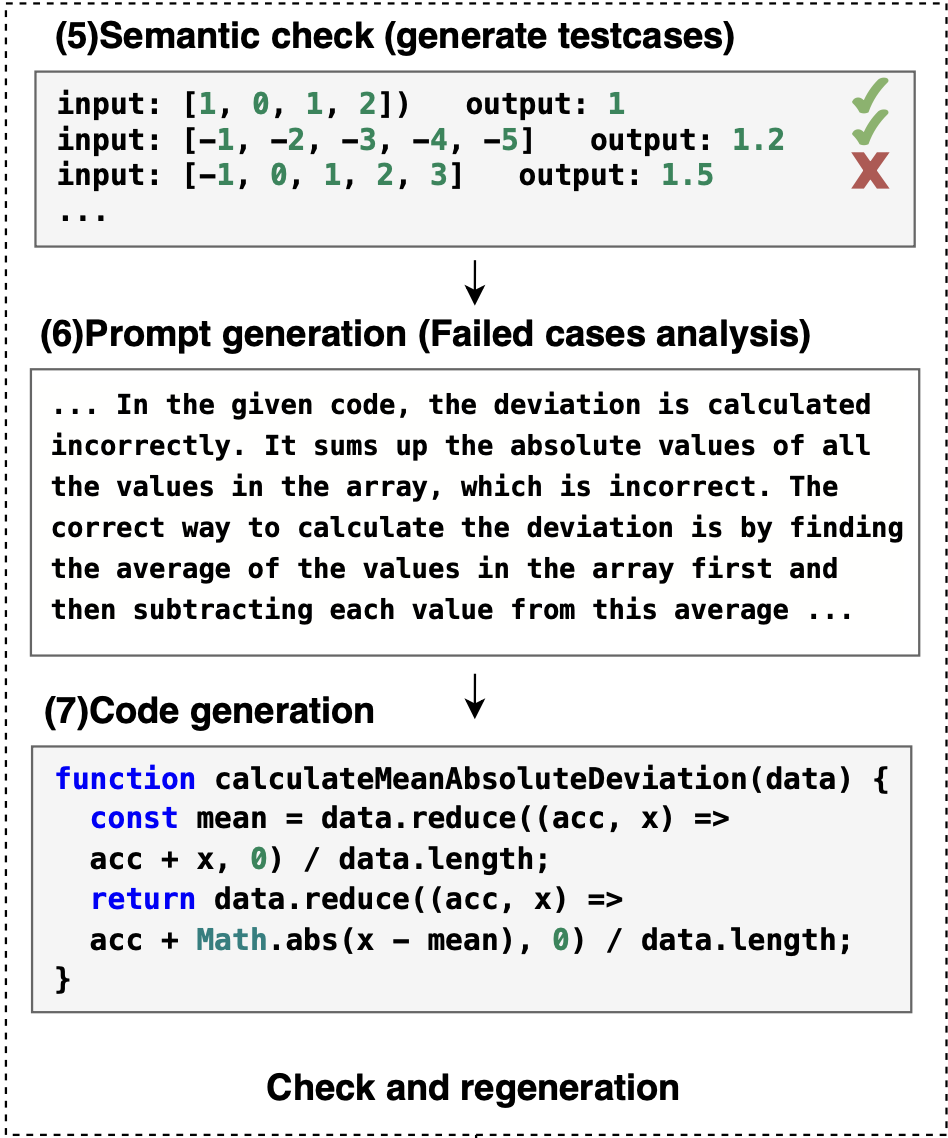 (5)Semantic check (generate testcases)
input: [1, 0, 1, 2])   output: 1
input: [-1, -2, -3, -4, -5]   output: 1.2
input: [-1, 0, 1, 2, 3]   output: 1.5
...
(6)Prompt generation (Failed cases analysis)
... In the given code, the deviation is calculated
incorrectly. It sums up the absolute values of all
the values in the array, which is incorrect. The
correct way to calculate the deviation is by finding
the average of the values in the array first and
then subtracting each value from this average ...
(7)Code generation
function calculateMeanAbsoluteDeviation(data) {
  const mean = data.reduce((acc, x) =>
  acc + x, 0) / data.length;
  return data.reduce((acc, x) =>
  acc + Math.abs(x - mean), 0) / data.length;
}
Check and regeneration